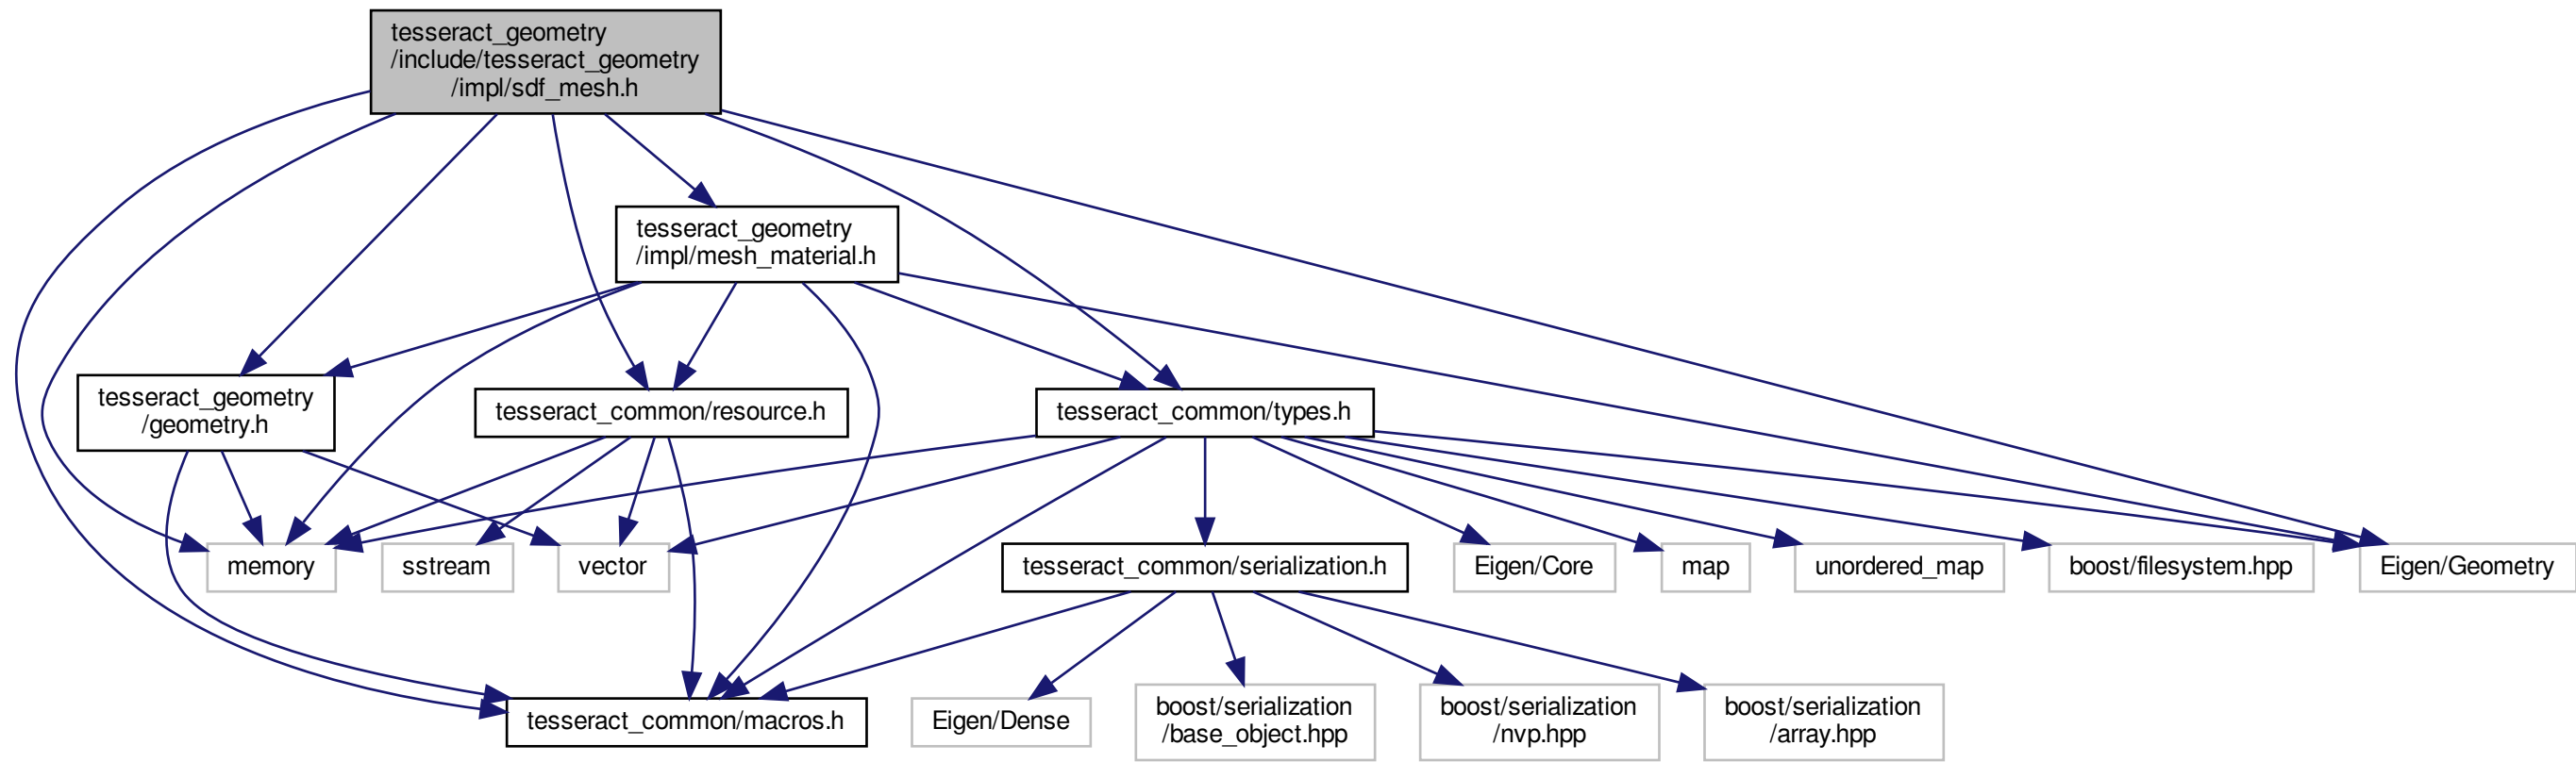 tesseract_geometry
/include/tesseract_geometry
/impl/sdf_mesh.h
tesseract_geometry
/impl/mesh_material.h
tesseract_geometry
/geometry.h
tesseract_common/resource.h
tesseract_common/types.h
memory
sstream
vector
tesseract_common/serialization.h
Eigen/Core
map
unordered_map
boost/filesystem.hpp
Eigen/Geometry
tesseract_common/macros.h
Eigen/Dense
boost/serialization
/base_object.hpp
boost/serialization
/nvp.hpp
boost/serialization
/array.hpp